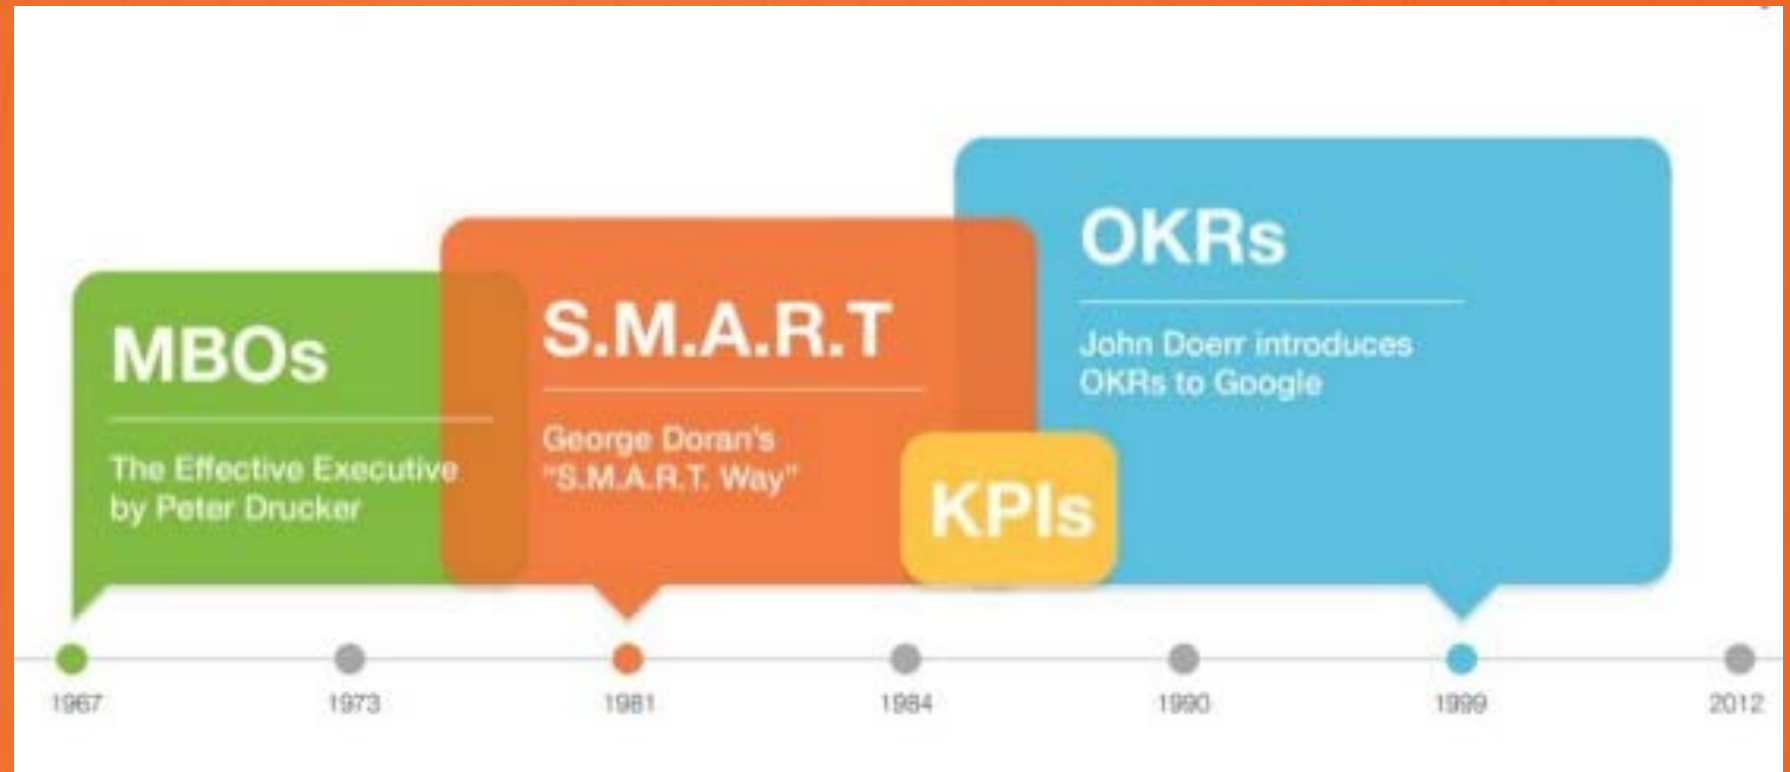 MBOs
The Effective Executive
by Peter Drucker
S.M.A.R.T
George Doran's
"S.M.A.R.T. Way"
KPIs
OKRs
John Doerr introduces
OKRs to Google
1967
1973
1981
1984
1990
1999
2012